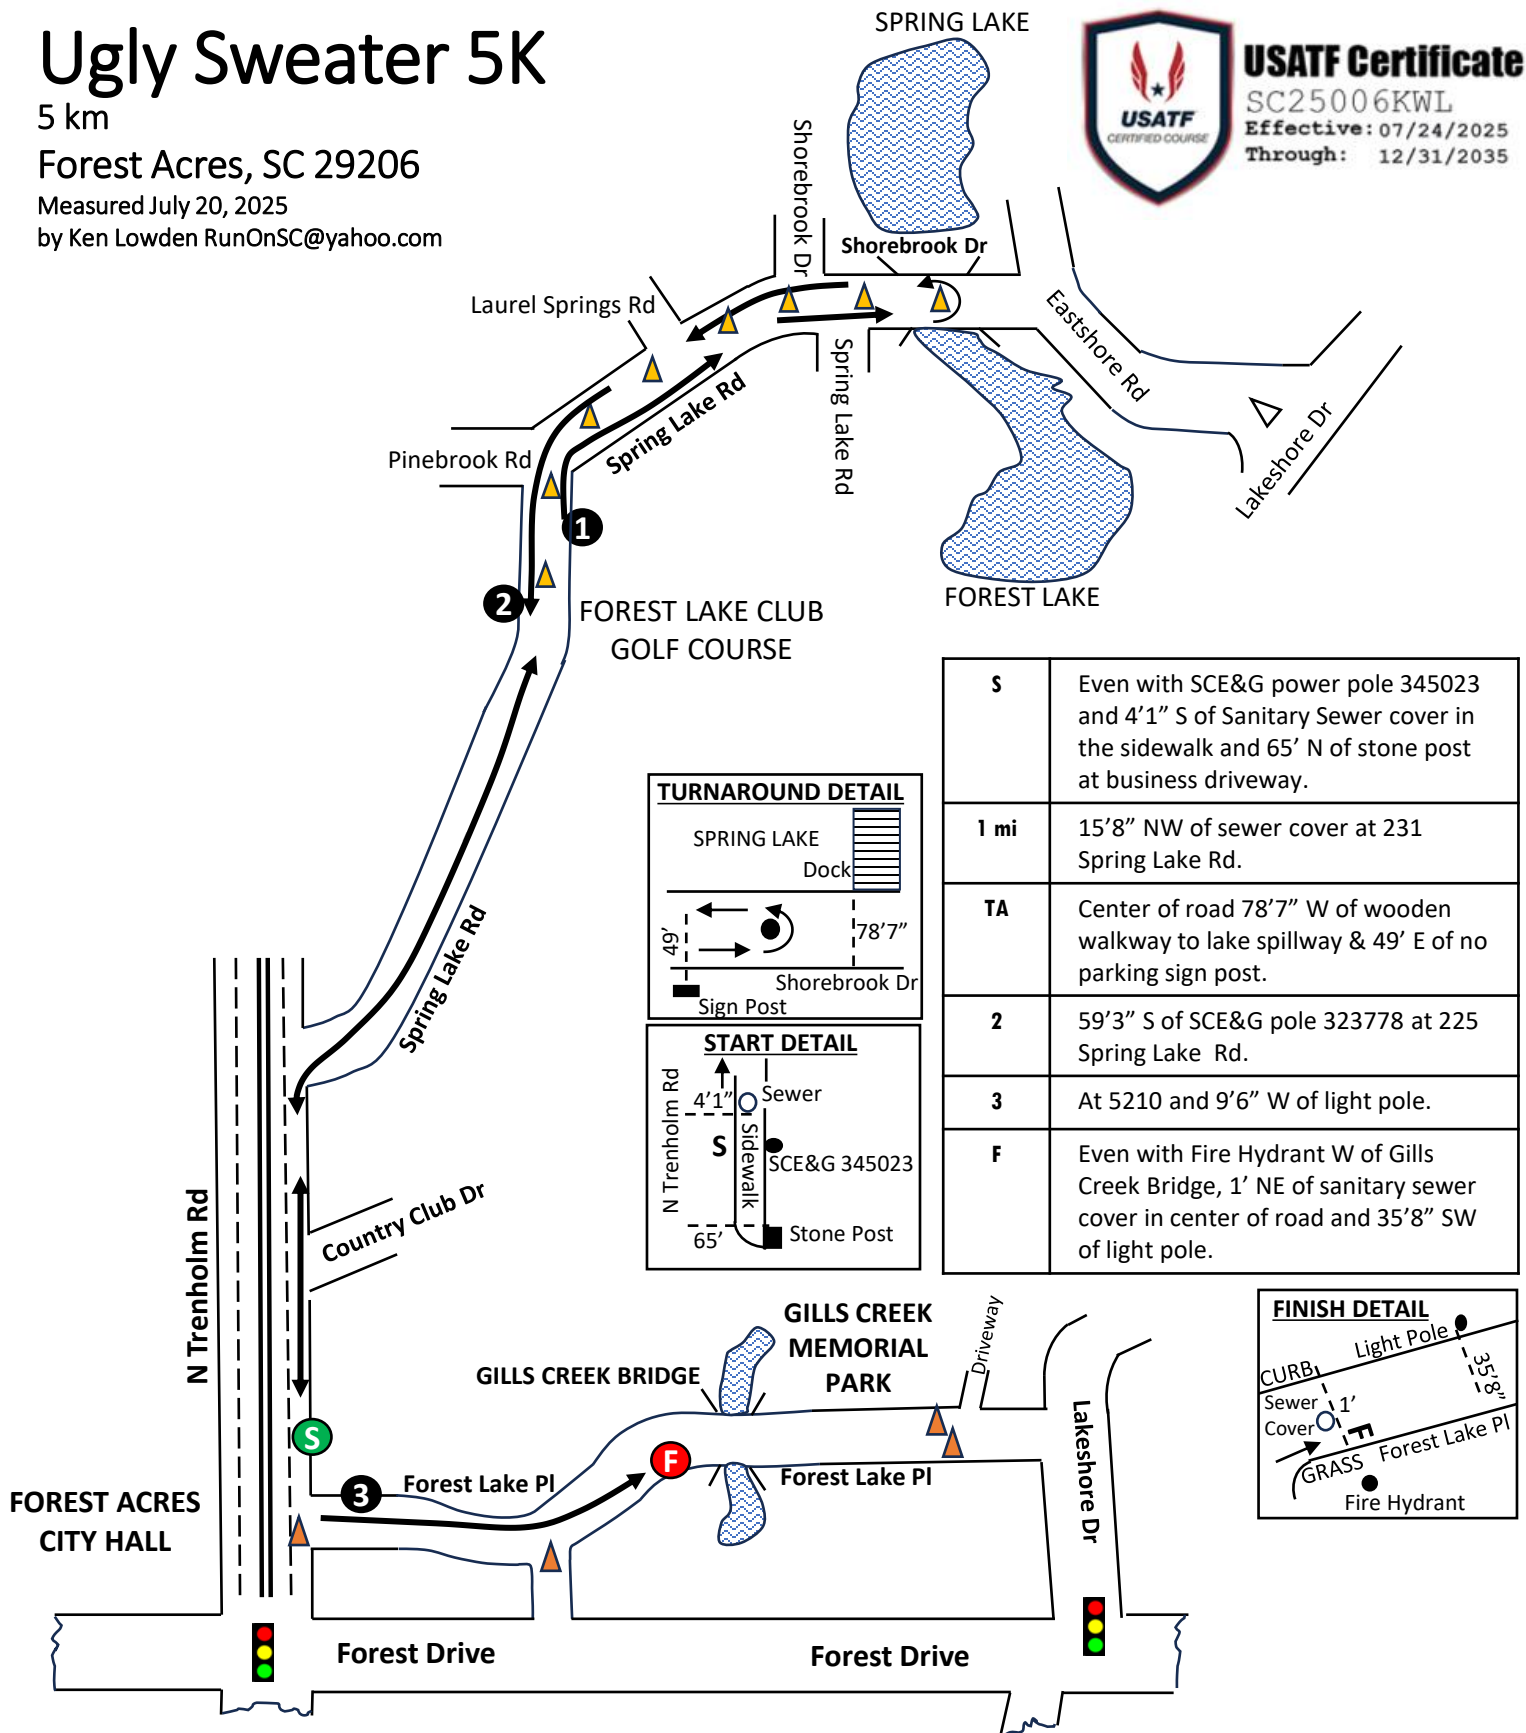 Ugly Sweater 5K
5 km
Forest Acres, SC 29206
Measured July 20, 2025
by Ken Lowden RunOnSC@yahoo.com
SPRING LAKE
USATF
CERTIFIED COURSE
USATF Certificate
SC25006KWL
Effective: 07/24/2025
Through: 12/31/2035
Shorebrook Dr
Shorebrook Dr
Laurel Springs Rd
Eastshore Rd
Spring Lake Rd
Spring Lake Rd
Lakeshore Dr
Pinebrook Rd
1
2
FOREST LAKE
FOREST LAKE CLUB
GOLF COURSE
S
Even with SCE&G power pole 345023
and 4’1” S of Sanitary Sewer cover in
the sidewalk and 65’ N of stone post
at business driveway.
1 mi
15’8” NW of sewer cover at 231
Spring Lake Rd.
TA
Center of road 78’7” W of wooden
walkway to lake spillway & 49’ E of no
parking sign post.
2
59’3” S of SCE&G pole 323778 at 225
Spring Lake Rd.
3
At 5210 and 9’6” W of light pole.
F
Even with Fire Hydrant W of Gills
Creek Bridge, 1’ NE of sanitary sewer
cover in center of road and 35’8” SW
of light pole.
TURNAROUND DETAIL
SPRING LAKE
Dock
49’
78’7”
Shorebrook Dr
Sign Post
START DETAIL
N Trenholm Rd
4’1”
Sewer
S
Sidewalk
SCE&G 345023
65’
Stone Post
Spring Lake Rd
N Trenholm Rd
Country Club Dr
GILLS CREEK
MEMORIAL
PARK
Driveway
GILLS CREEK BRIDGE
Lakeshore Dr
S
F
3
Forest Lake Pl
Forest Lake Pl
FOREST ACRES
CITY HALL
Forest Drive
Forest Drive
FINISH DETAIL
Light Pole
CURB
35’8”
Sewer
Cover
1’
F
Forest Lake Pl
GRASS
Fire Hydrant